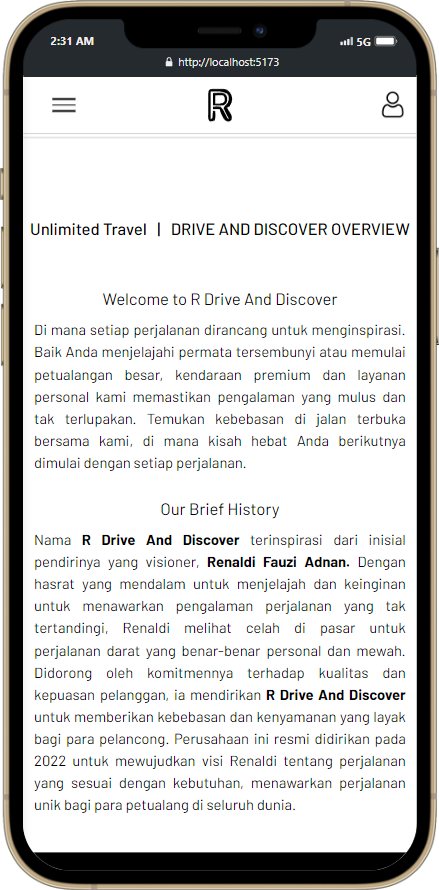 2:31 AM
5G
http://localhost:5173
R
Unlimited Travel | DRIVE AND DISCOVER OVERVIEW
Welcome to R Drive And Discover
Di mana setiap perjalanan dirancang untuk menginspirasi.
Baik Anda menjelajahi permata tersembunyi atau memulai
petualangan besar, kendaraan premium dan layanan
personal kami memastikan pengalaman yang mulus dan
tak terlupakan. Temukan kebebasan di jalan terbuka
bersama kami, di mana kisah hebat Anda berikutnya
dimulai dengan setiap perjalanan.
Our Brief History
Nama R Drive And Discover terinspirasi dari inisial
pendirinya yang visioner, Renaldi Fauzi Adnan. Dengan
hasrat yang mendalam untuk menjelajah dan keinginan
untuk menawarkan pengalaman perjalanan yang tak
tertandingi, Renaldi melihat celah di pasar untuk
perjalanan darat yang benar-benar personal dan mewah.
Didorong oleh komitmennya terhadap kualitas dan
kepuasan pelanggan, ia mendirikan R Drive And Discover
untuk memberikan kebebasan dan kenyamanan yang layak
bagi para pelancong. Perusahaan ini resmi didirikan pada
2022 untuk mewujudkan visi Renaldi tentang perjalanan
yang sesuai dengan kebutuhan, menawarkan perjalanan
unik bagi para petualang di seluruh dunia.